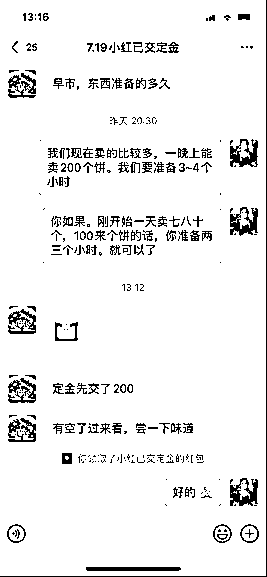 13:16
25
7.19小红已交定金
早市，东西准备的多久
昨天 20:30
我们现在卖的比较多，一晚上能
卖200个饼。我们要准备3~4个
小时
你如果。刚开始一天卖七八十
个，100来个饼的话，你准备两
三个小时。就可以了
13:12
定金先交了200
有空了过来看，尝一下味道
你领取了小红已交定金的红包
好的